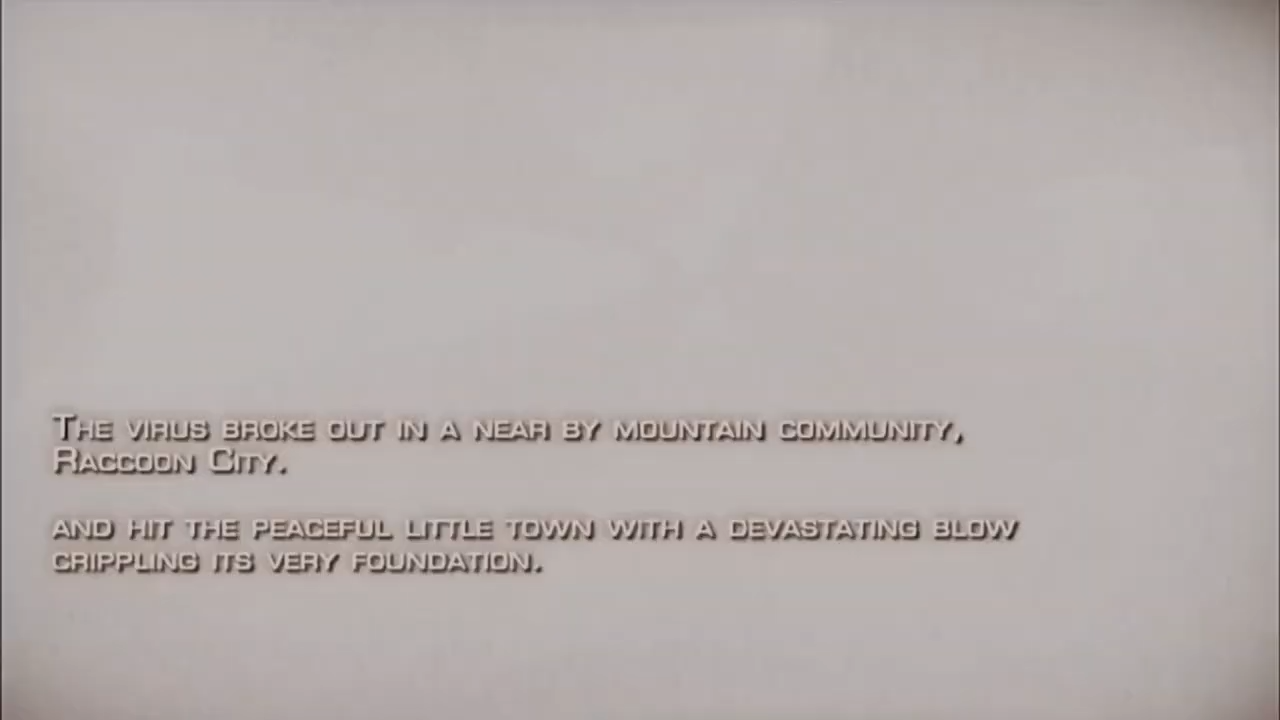 The virus broke out in a near by mountain community,
Raccoon City.
and hit the peaceful little town with a devastating blow
crippling its very foundation.